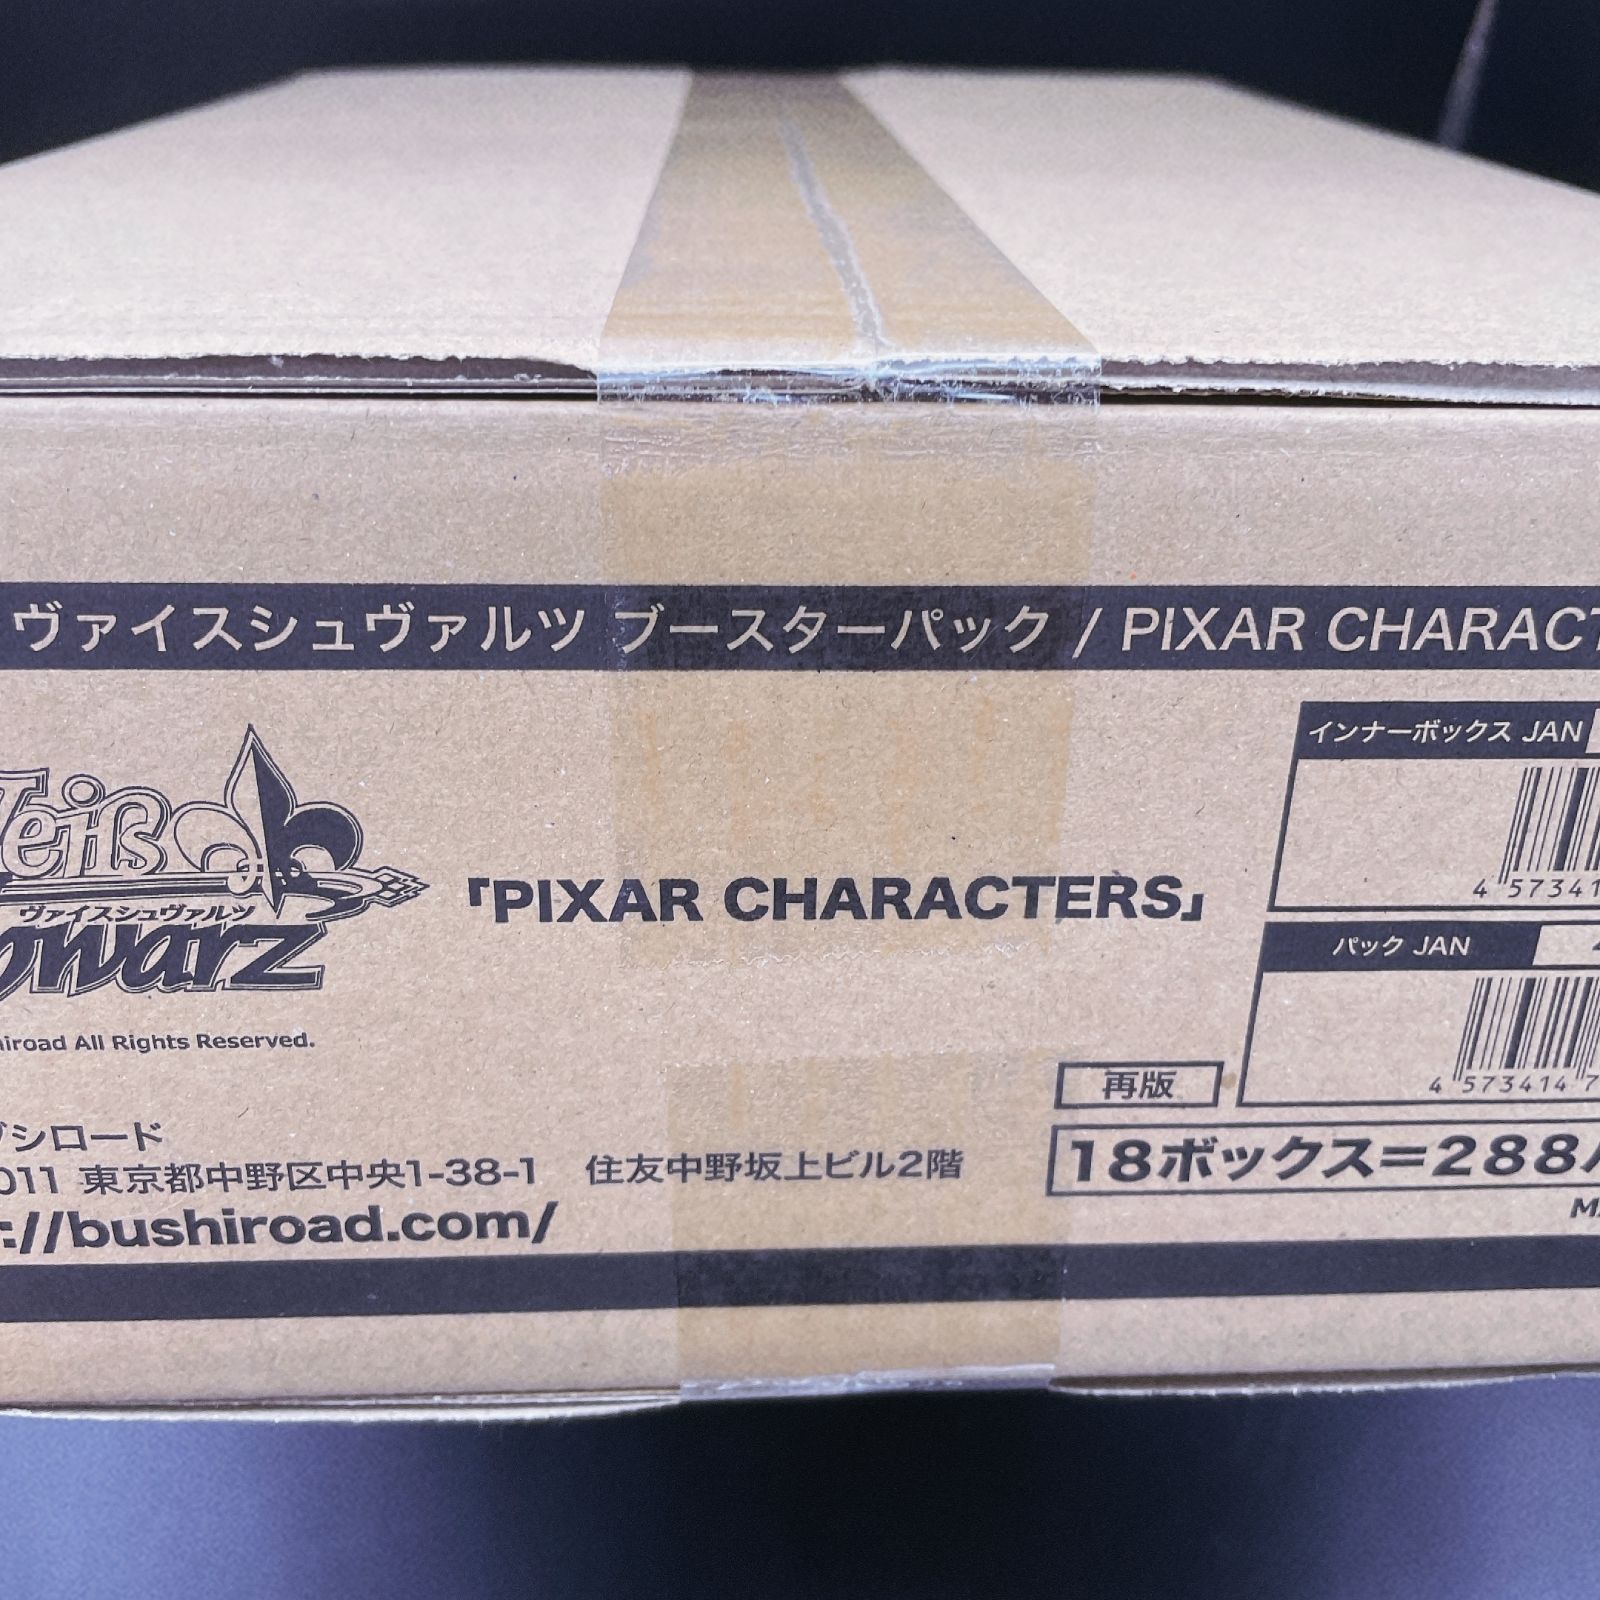 ヴァイスシュヴァルツ ブースターパック / PIXAR CHARACT
インナーボックス JAN
4 57341
Weiß
ヴァイスシュヴァルツ
Schwarz
「PIXAR CHARACTERS」
パック JAN
4 573414 7
All Rights Reserved.
再版
シロード
011 東京都中野区中央1-38-1 住友中野坂上ビル2階
18ボックス=288
://bushiroad.com/